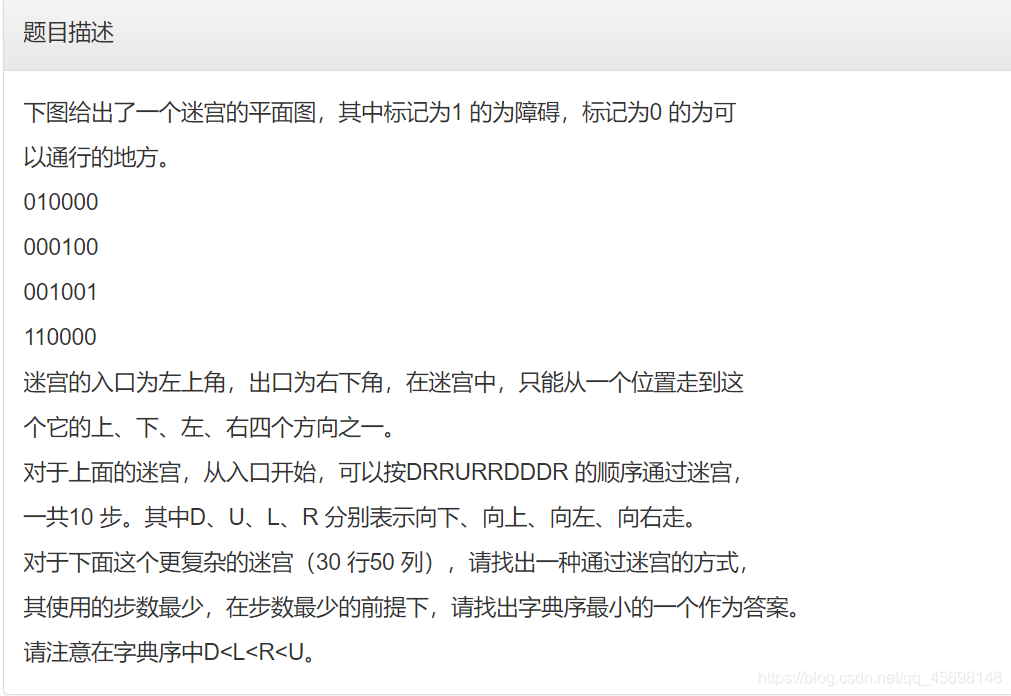 题目描述
下图给出了一个迷宫的平面图，其中标记为1 的为障碍，标记为0 的为可
以通行的地方。
010000
000100
001001
110000
迷宫的入口为左上角，出口为右下角，在迷宫中，只能从一个位置走到这
个它的上、下、左、右四个方向之一。
对于上面的迷宫，从入口开始，可以按DRRURRDDDR 的顺序通过迷宫，
一共10 步。其中D、U、L、R 分别表示向下、向上、向左、向右走。
对于下面这个更复杂的迷宫（30 行50 列），请找出一种通过迷宫的方式，
其使用的步数最少，在步数最少的前提下，请找出字典序最小的一个作为答案。
请注意在字典序中D<L<R<U。
https://blog.csdn.net/qq_45698148